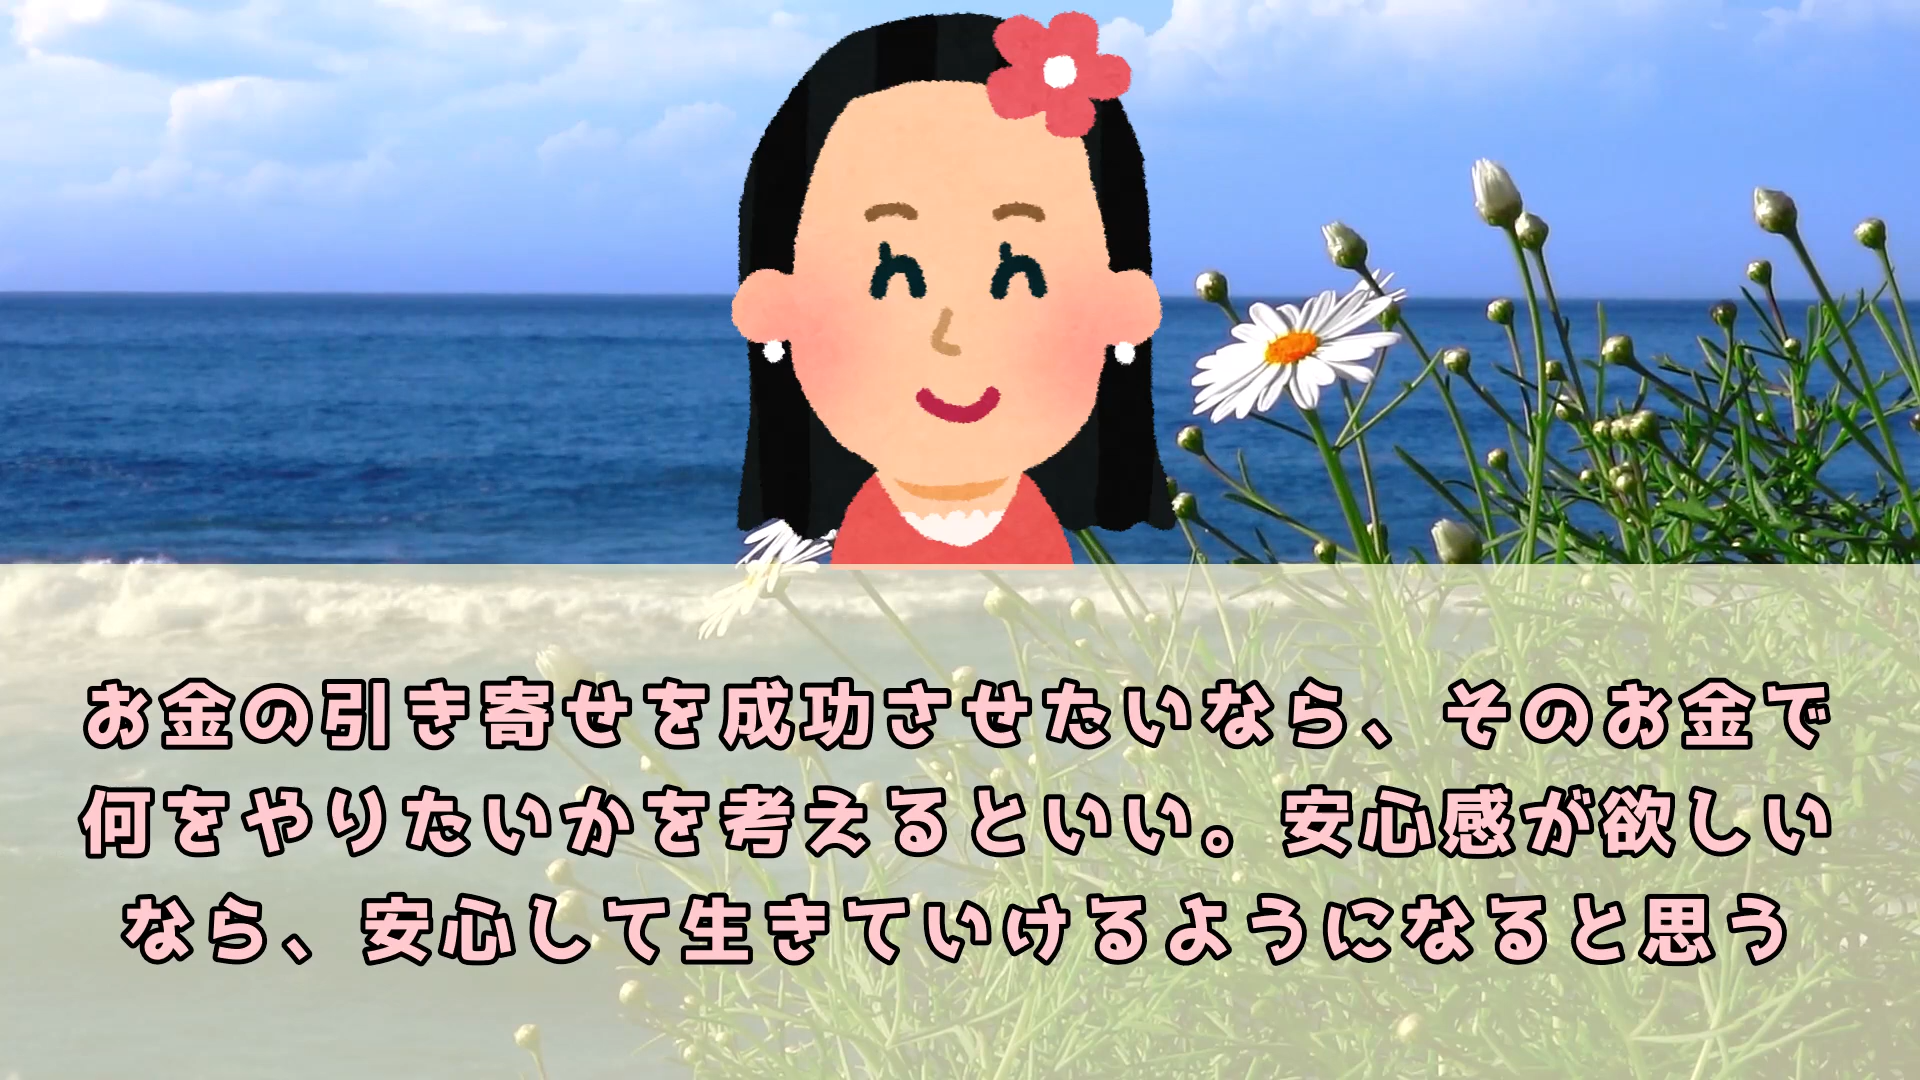 お金の引き寄せを成功させたいなら、そのお金で
何をやりたいかを考えるといい。安心感が欲しい
なら、安心して生きていけるようになると思う